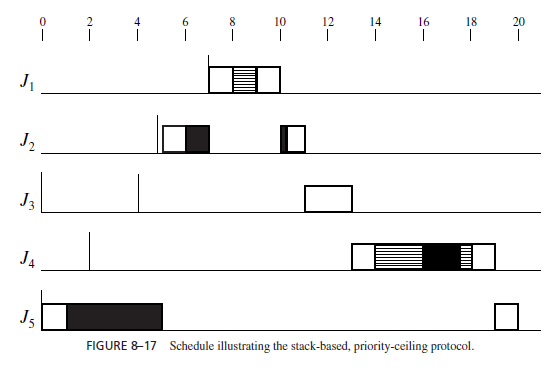 0 2 4 6 8 10 12 14 16 18 20
J1
J2
J3
J4
J5
FIGURE 8–17 Schedule illustrating the stack-based, priority-ceiling protocol.